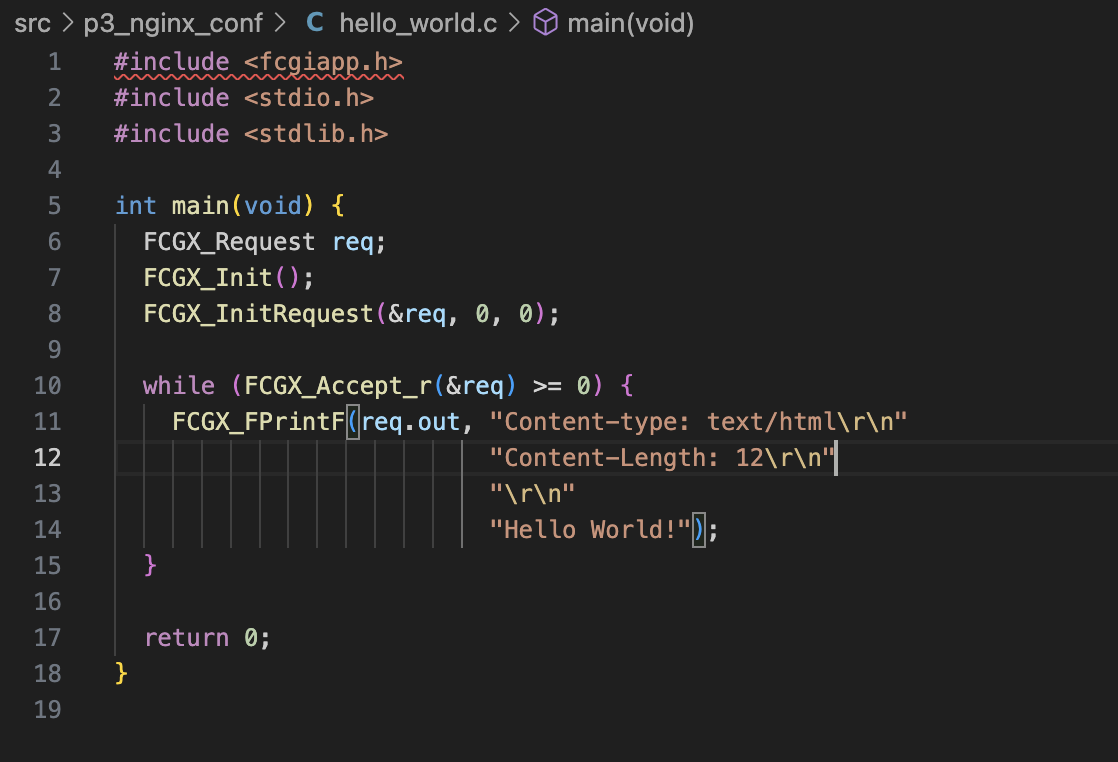 src > p3_nginx_conf > C hello_world.c > main(void)
1 #include <fcgiapp.h>
2 #include <stdio.h>
3 #include <stdlib.h>
4
5 int main(void) {
6   FCGX_Request req;
7   FCGX_Init();
8   FCGX_InitRequest(&req, 0, 0);
9
10   while (FCGX_Accept_r(&req) >= 0) {
11     FCGX_FPrintF(req.out, "Content-type: text/html\r\n"
12                           "Content-Length: 12\r\n"
13                           "\r\n"
14                           "Hello World!");
15   }
16
17   return 0;
18 }
19